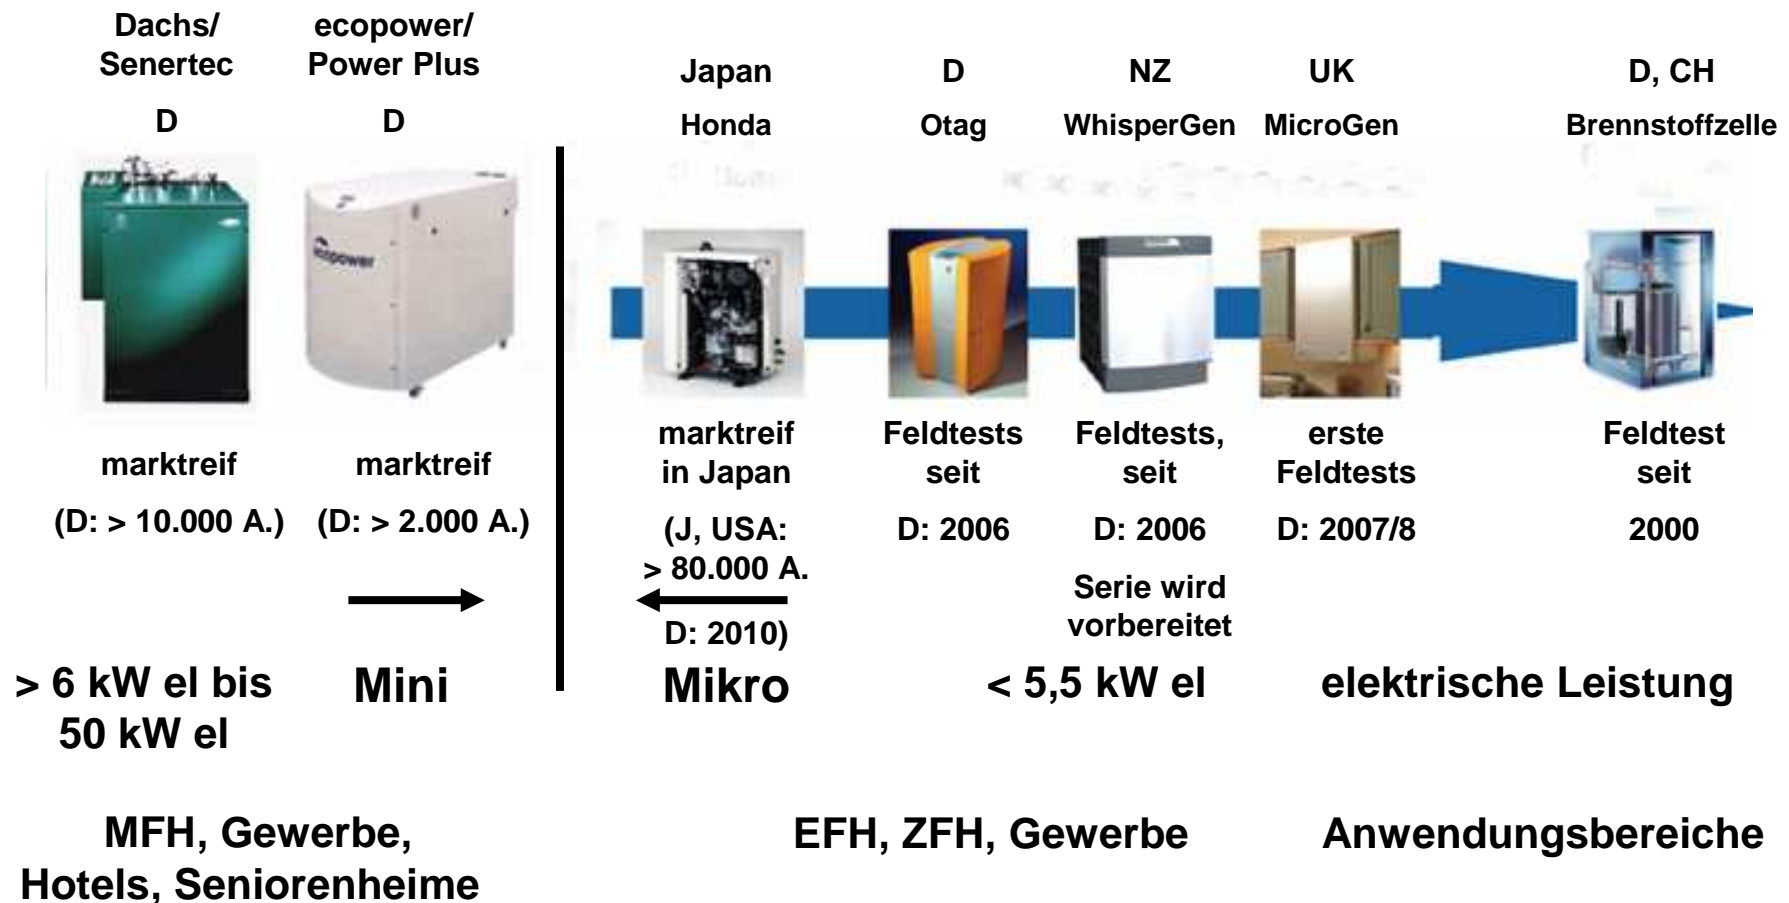 Dachs/
Senertec
D
ecopower/
Power Plus
D
Japan
Honda
D
Otag
NZ
WhisperGen
UK
MicroGen
D, CH
Brennstoffzelle
ecopower
marktreif
(D: > 10.000 A.)
marktreif
(D: > 2.000 A.)
marktreif
in Japan
(J, USA:
> 80.000 A.
D: 2010)
Feldtests
seit
D: 2006
Feldtests,
seit
D: 2006
Serie wird
vorbereitet
erste
Feldtests
D: 2007/8
Feldtest
seit
2000
> 6 kW el bis
50 kW el
Mini
Mikro
< 5,5 kW el
elektrische Leistung
MFH, Gewerbe,
Hotels, Seniorenheime
EFH, ZFH, Gewerbe
Anwendungsbereiche